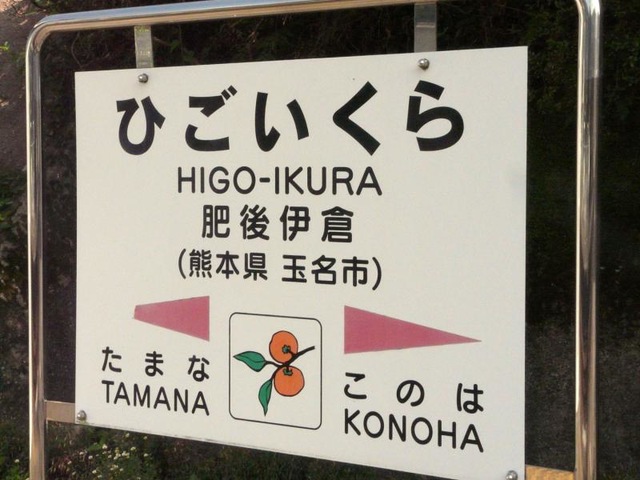 ひごいくら
HIGO-IKURA
肥後伊倉
(熊本県 玉名市)
たまな
TAMANA
このは
KONOHA